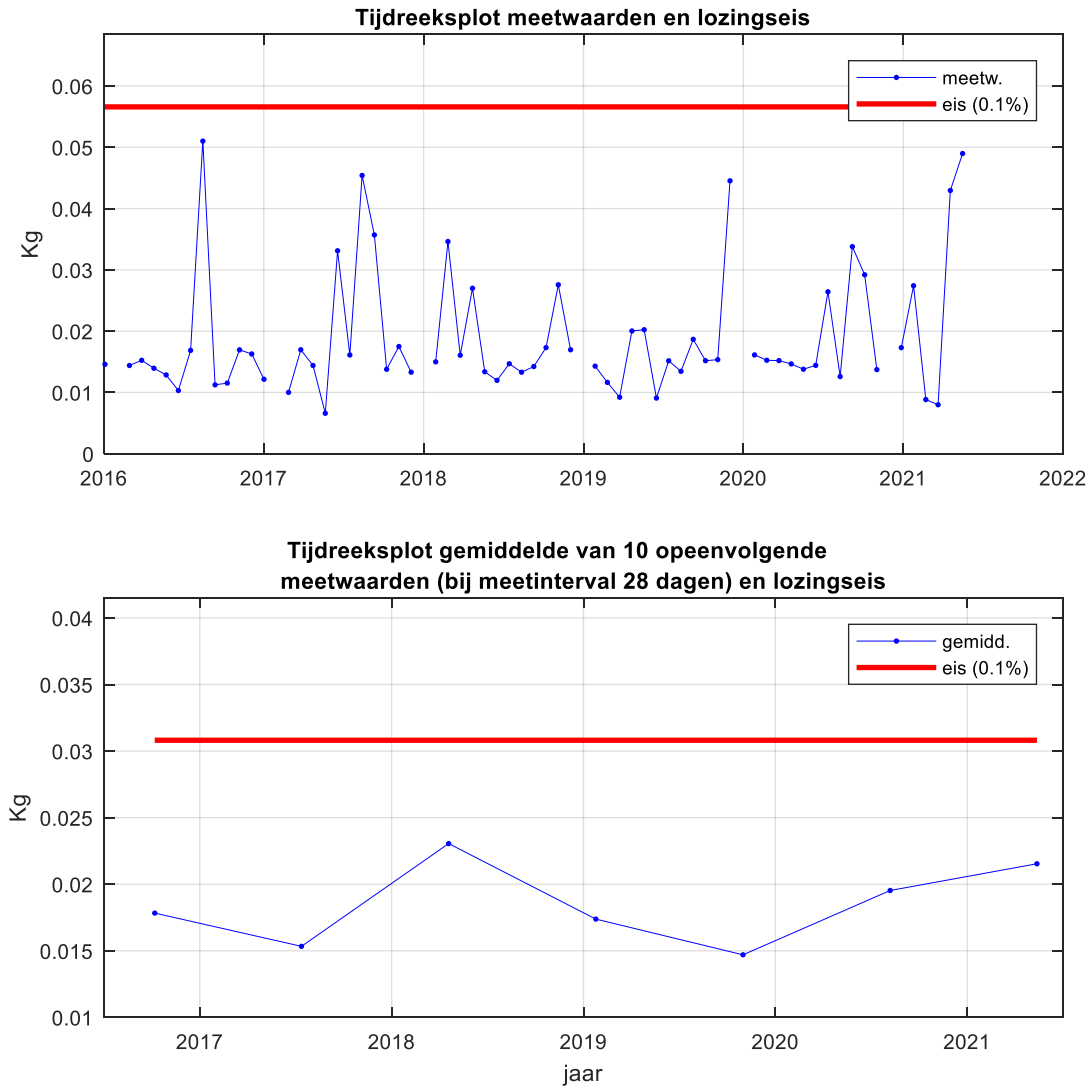 Tijdreeksplot meetwaarden en lozingseis
meetw.
eis (0.1%)
Kg
0.06
0.05
0.04
0.03
0.02
0.01
0
2016 2017 2018 2019 2020 2021 2022
Tijdreeksplot gemiddelde van 10 opeenvolgende
meetwaarden (bij meetinterval 28 dagen) en lozingseis
gemidd.
eis (0.1%)
Kg
0.04
0.035
0.03
0.025
0.02
0.015
0.01
2017 2018 2019 2020 2021
jaar